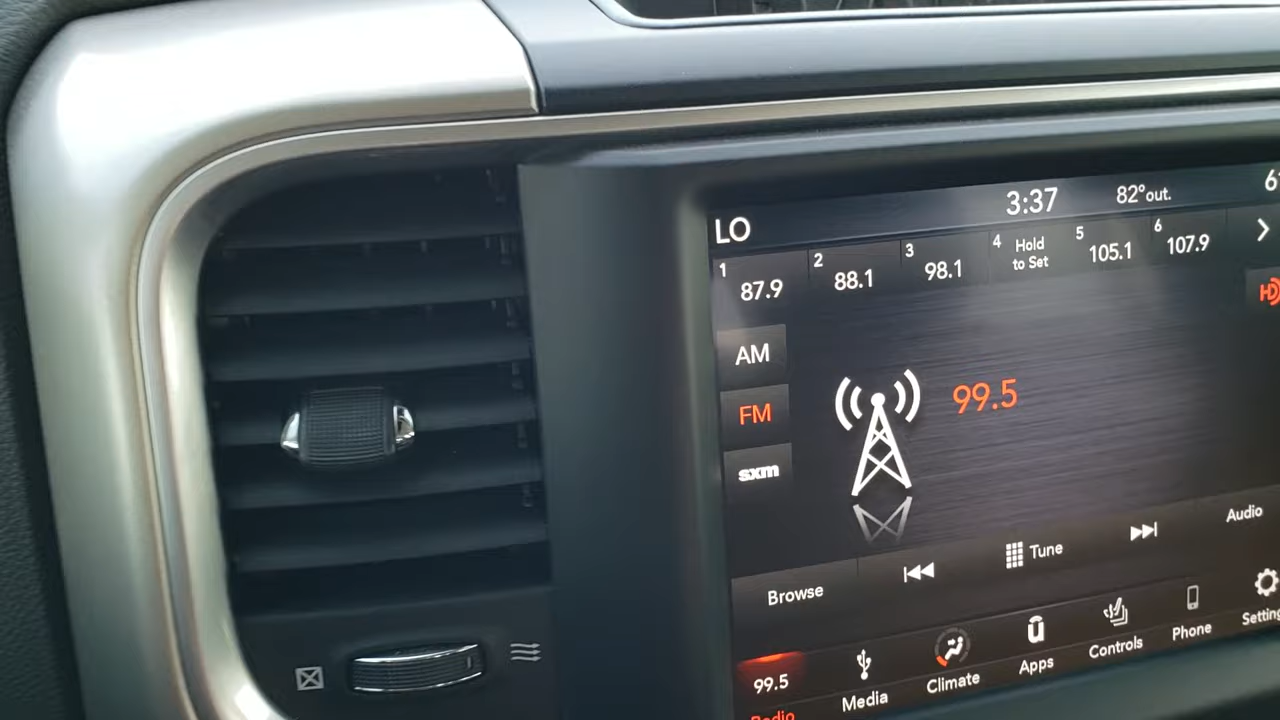 LO 3:37 82° out.
1 87.9 2 88.1 3 98.1 4 Hold to Set 5 105.1 6 107.9
AM
FM 99.5
sxm
Browse Tune Audio
99.5 Media Climate Apps Controls Phone
Radio